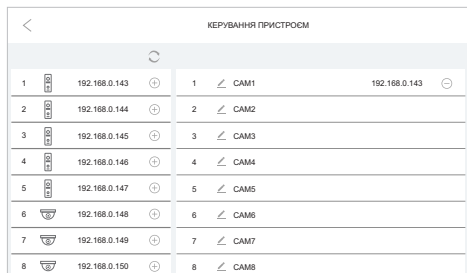 КЕРУВАННЯ ПРИСТРОЄМ
1 192.168.0.143 1 CAM1 192.168.0.143
2 192.168.0.144 2 CAM2
3 192.168.0.145 3 CAM3
4 192.168.0.146 4 CAM4
5 192.168.0.147 5 CAM5
6 192.168.0.148 6 CAM6
7 192.168.0.149 7 CAM7
8 192.168.0.150 8 CAM8